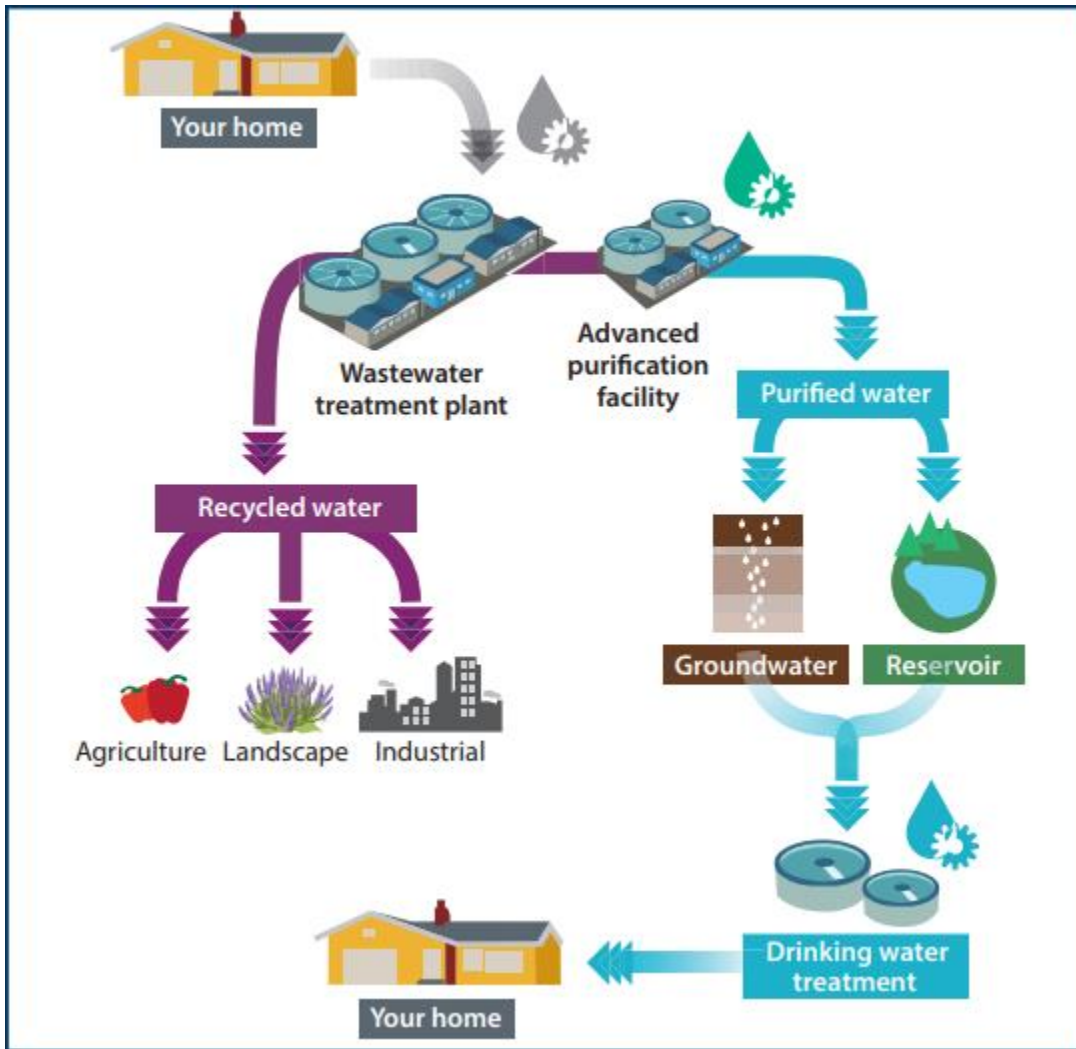 Your home
Wastewater
treatment plant
Advanced
purification
facility
Purified water
Recycled water
Groundwater
Reservoir
Agriculture
Landscape
Industrial
Drinking water
treatment
Your home